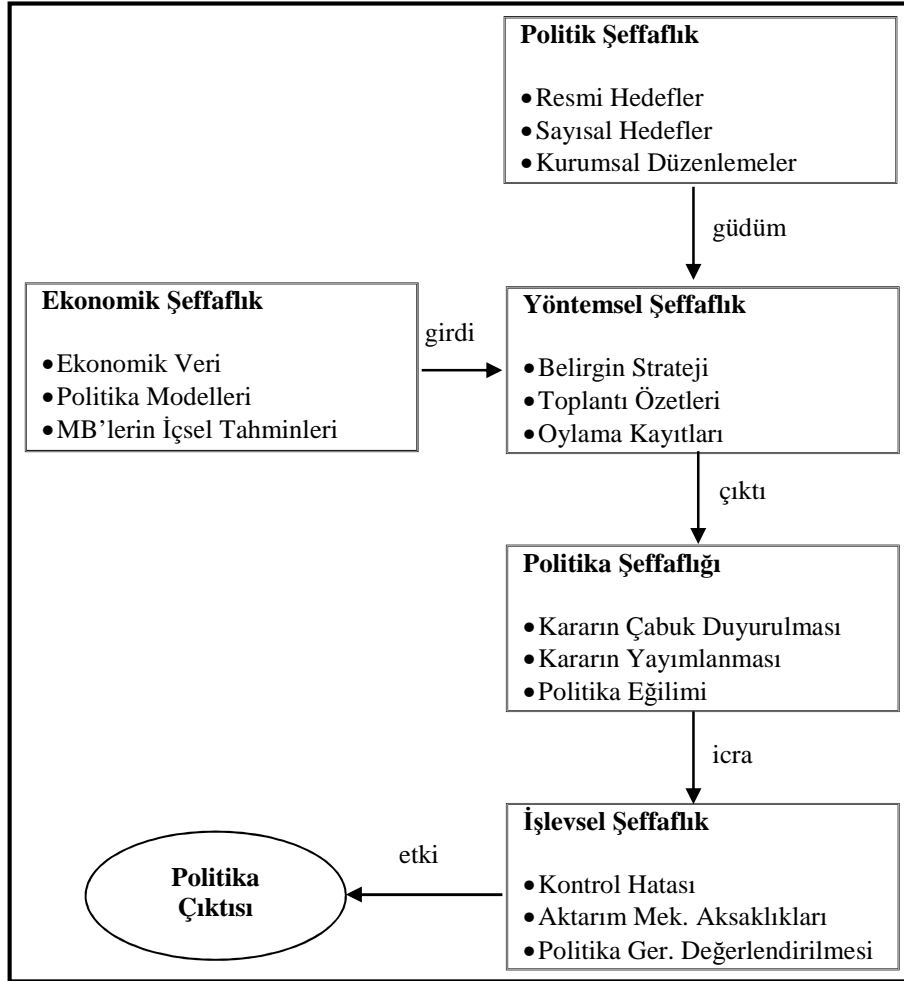 Politik Şeffaflık
•Resmi Hedefler
•Sayısal Hedefler
•Kurumsal Düzenlemeler
güdüm
Ekonomik Şeffaflık
•Ekonomik Veri
•Politika Modelleri
•MB’lerin İçsel Tahminleri
girdi
Yöntemsel Şeffaflık
•Belirgin Strateji
•Toplantı Özetleri
•Oylama Kayıtları
çıktı
Politika Şeffaflığı
•Kararın Çabuk Duyurulması
•Kararın Yayımlanması
•Politika Eğilimi
icra
İşlevsel Şeffaflık
•Kontrol Hatası
•Aktarım Mek. Aksaklıkları
•Politika Ger. Değerlendirilmesi
etki
Politika
Çıktısı